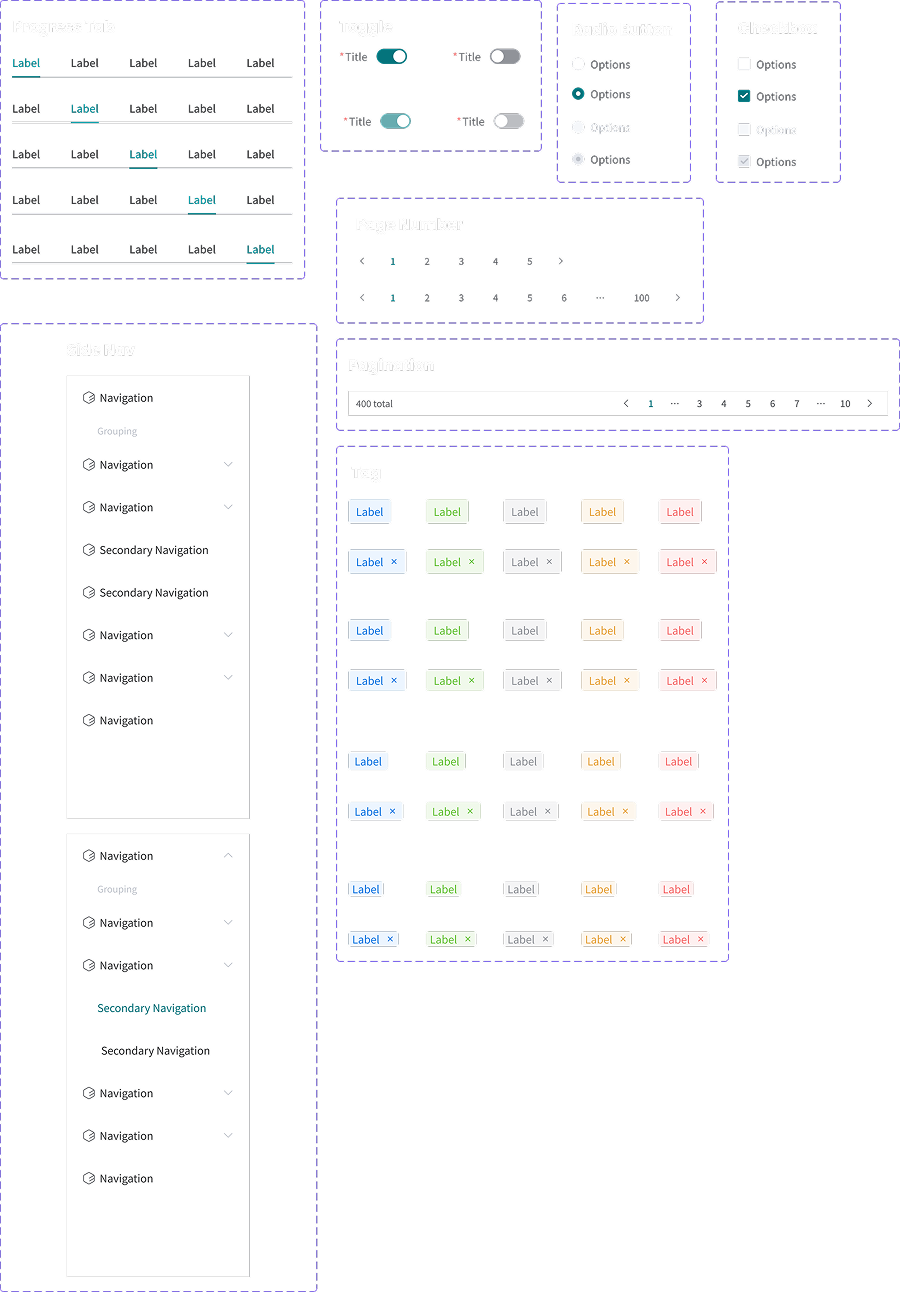 Progress Tab
Label Label Label Label Label
Label Label Label Label Label
Label Label Label Label Label
Label Label Label Label Label
Label Label Label Label Label
Toggle
*Title *Title
*Title *Title
Radio Button
Options
Options
Options
Options
Checkbox
Options
Options
Options
Options
Page Number
< 1 2 3 4 5 >
< 1 2 3 4 5 6 ··· 100 >
Pagination
400 total < 1 ··· 3 4 5 6 7 ··· 10 >
Side Nav
Navigation
Grouping
Navigation
Navigation
Secondary Navigation
Secondary Navigation
Navigation
Navigation
Navigation
Navigation
Grouping
Navigation
Navigation
Secondary Navigation
Secondary Navigation
Navigation
Navigation
Navigation
Tag
Label Label Label Label Label
Label × Label × Label × Label × Label ×
Label Label Label Label Label
Label × Label × Label × Label × Label ×
Label Label Label Label Label
Label × Label × Label × Label × Label ×
Label Label Label Label Label
Label × Label × Label × Label × Label ×